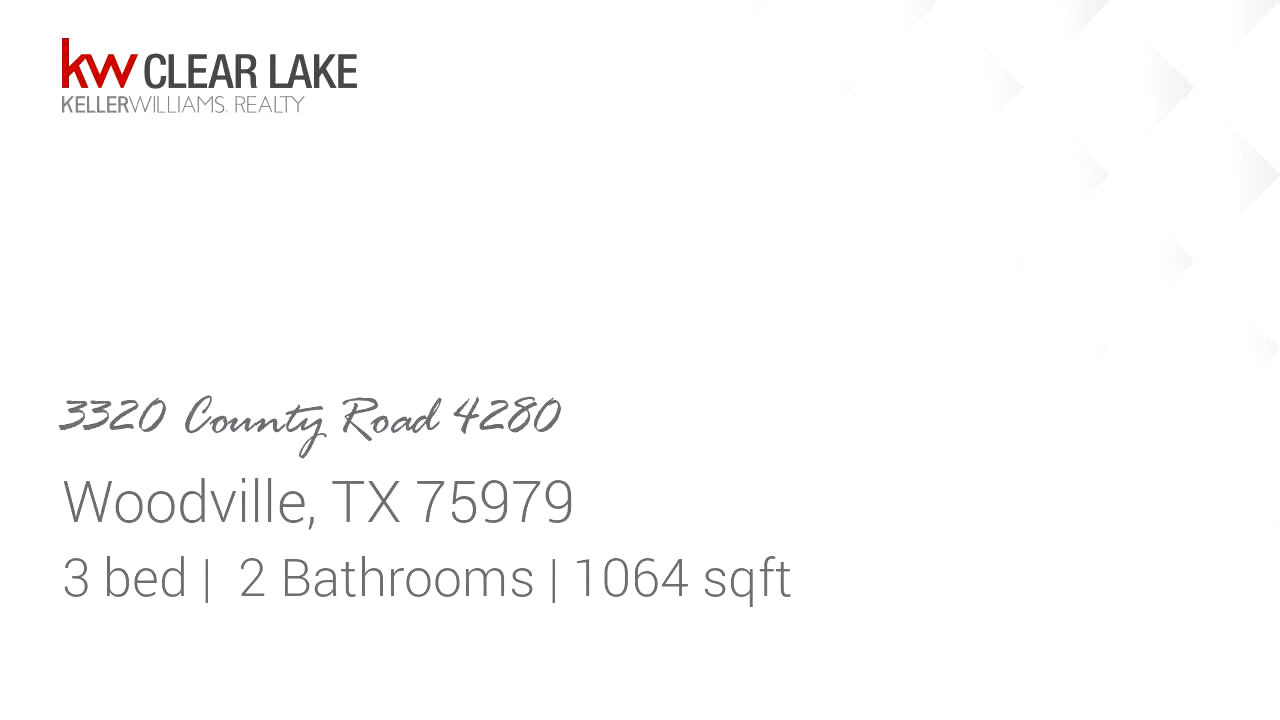 kw CLEAR LAKE
KELLERWILLIAMS. REALTY
3320 County Road 4280
Woodville, TX 75979
3 bed | 2 Bathrooms | 1064 sqft